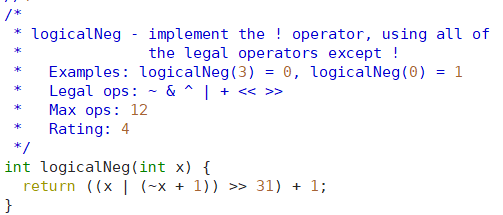 /*
 * logicalNeg - implement the ! operator, using all of
 *              the legal operators except !
 *   Examples: logicalNeg(3) = 0, logicalNeg(0) = 1
 *   Legal ops: ~ & ^ | + << >>
 *   Max ops: 12
 *   Rating: 4
 */
int logicalNeg(int x) {
  return ((x | (~x + 1)) >> 31) + 1;
}